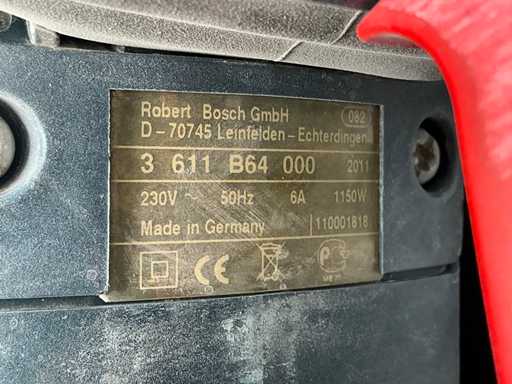 Robert Bosch GmbH 082
D-70745 Leinfelden-Echterdingen
3 611 B64 000 2011
230V ~ 50Hz 6A 1150W
Made in Germany 110001818
CE